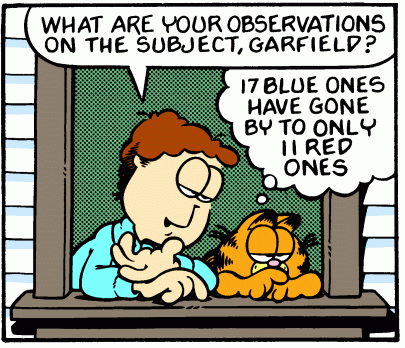 WHAT ARE YOUR OBSERVATIONS
ON THE SUBJECT, GARFIELD?
17 BLUE ONES
HAVE GONE
BY TO ONLY
11 RED
ONES